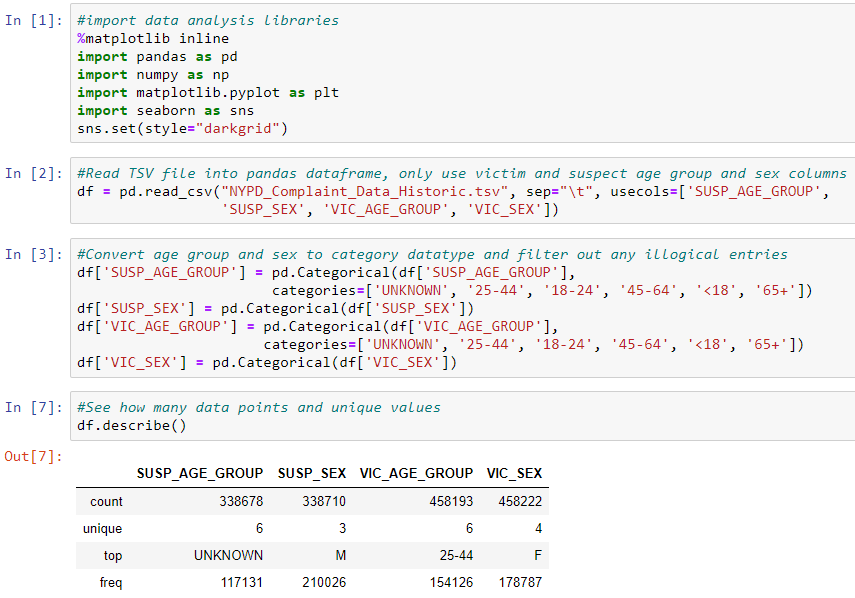 In [1]: #import data analysis libraries
%matplotlib inline
import pandas as pd
import numpy as np
import matplotlib.pyplot as plt
import seaborn as sns
sns.set(style="darkgrid")
In [2]: #Read TSV file into pandas dataframe, only use victim and suspect age group and sex columns
df = pd.read_csv("NYPD_Complaint_Data_Historic.tsv", sep="\t", usecols=['SUSP_AGE_GROUP',
'SUSP_SEX', 'VIC_AGE_GROUP', 'VIC_SEX'])
In [3]: #Convert age group and sex to category datatype and filter out any illogical entries
df['SUSP_AGE_GROUP'] = pd.Categorical(df['SUSP_AGE_GROUP'],
categories=['UNKNOWN', '25-44', '18-24', '45-64', '<18', '65+'])
df['SUSP_SEX'] = pd.Categorical(df['SUSP_SEX'])
df['VIC_AGE_GROUP'] = pd.Categorical(df['VIC_AGE_GROUP'],
categories=['UNKNOWN', '25-44', '18-24', '45-64', '<18', '65+'])
df['VIC_SEX'] = pd.Categorical(df['VIC_SEX'])
In [7]: #See how many data points and unique values
df.describe()
Out[7]:
SUSP_AGE_GROUP SUSP_SEX VIC_AGE_GROUP VIC_SEX
count 338678 338710 458193 458222
unique 6 3 6 4
top UNKNOWN M 25-44 F
freq 117131 210026 154126 178787